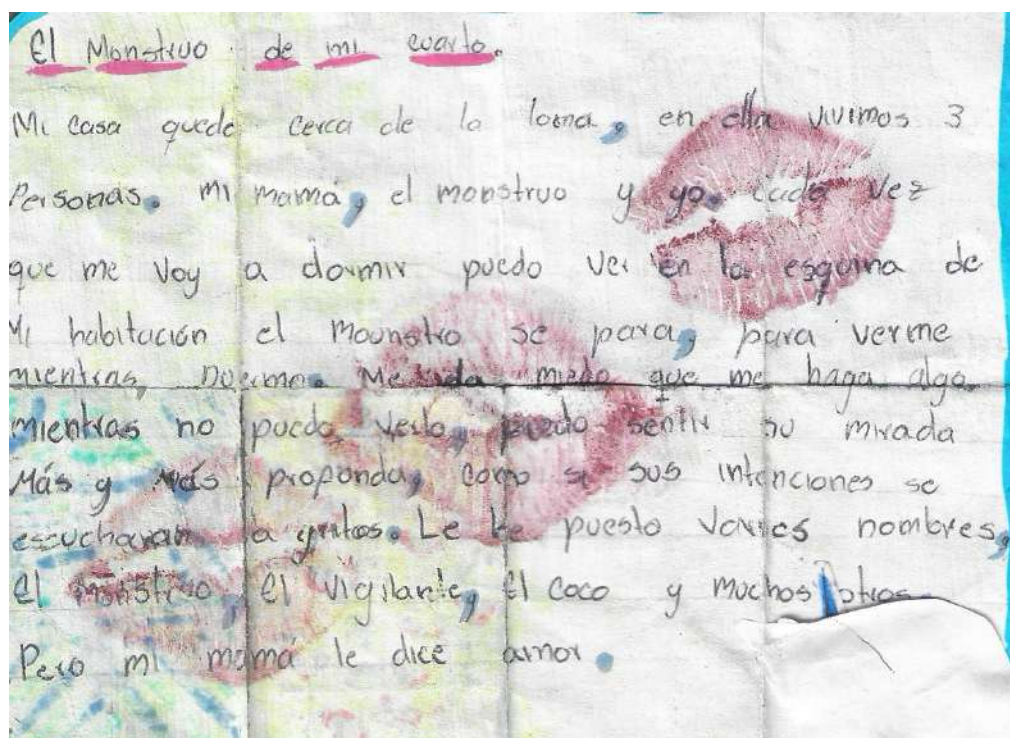 El Monstruo de mi cuarto.
Mi casa quede cerca de la loma, en ella vivimos 3
Personas. Mi mamá, el monstruo y yo. Cada vez
que me voy a dormir puedo ver en la esquina de
Mi habitación el mounstro se para, para verme
mientras Duermo. Me da miedo que me haga algo.
mientras no puedo verlo, puedo sentir su mirada
Más y más profonda, como si sus intenciones se
escucharan a gritos. Le he puesto varies nombres,
El monstruo, El vigilante, El coco y muchos otros.
Pero mi mamá le dice amor.